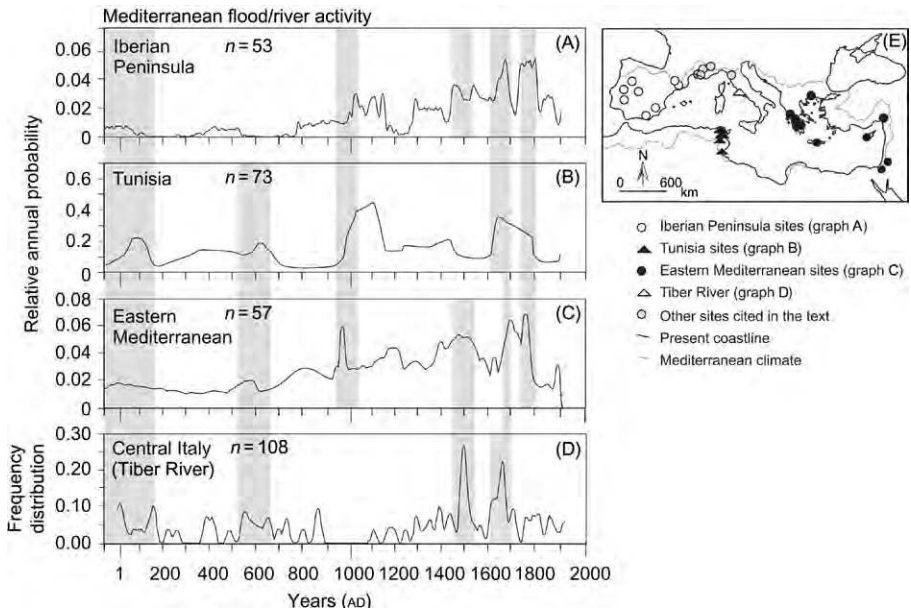 Mediterranean flood/river activity
Relative annual probability
0.06
0.04
0.02
0
Iberian
Peninsula
n = 53
(A)
0.6
0.4
0.2
0
Tunisia
n = 73
(B)
0.08
0.06
0.04
0.02
0
Eastern
Mediterranean
n = 57
(C)
Frequency
distribution
0.30
0.20
0.10
0.00
Central Italy
(Tiber River)
n = 108
(D)
1 200 400 600 800 1000 1200 1400 1600 1800 2000
Years (AD)
(E)
N
0 600
km
Iberian Peninsula sites (graph A)
Tunisia sites (graph B)
Eastern Mediterranean sites (graph C)
Tiber River (graph D)
Other sites cited in the text
Present coastline
Mediterranean climate